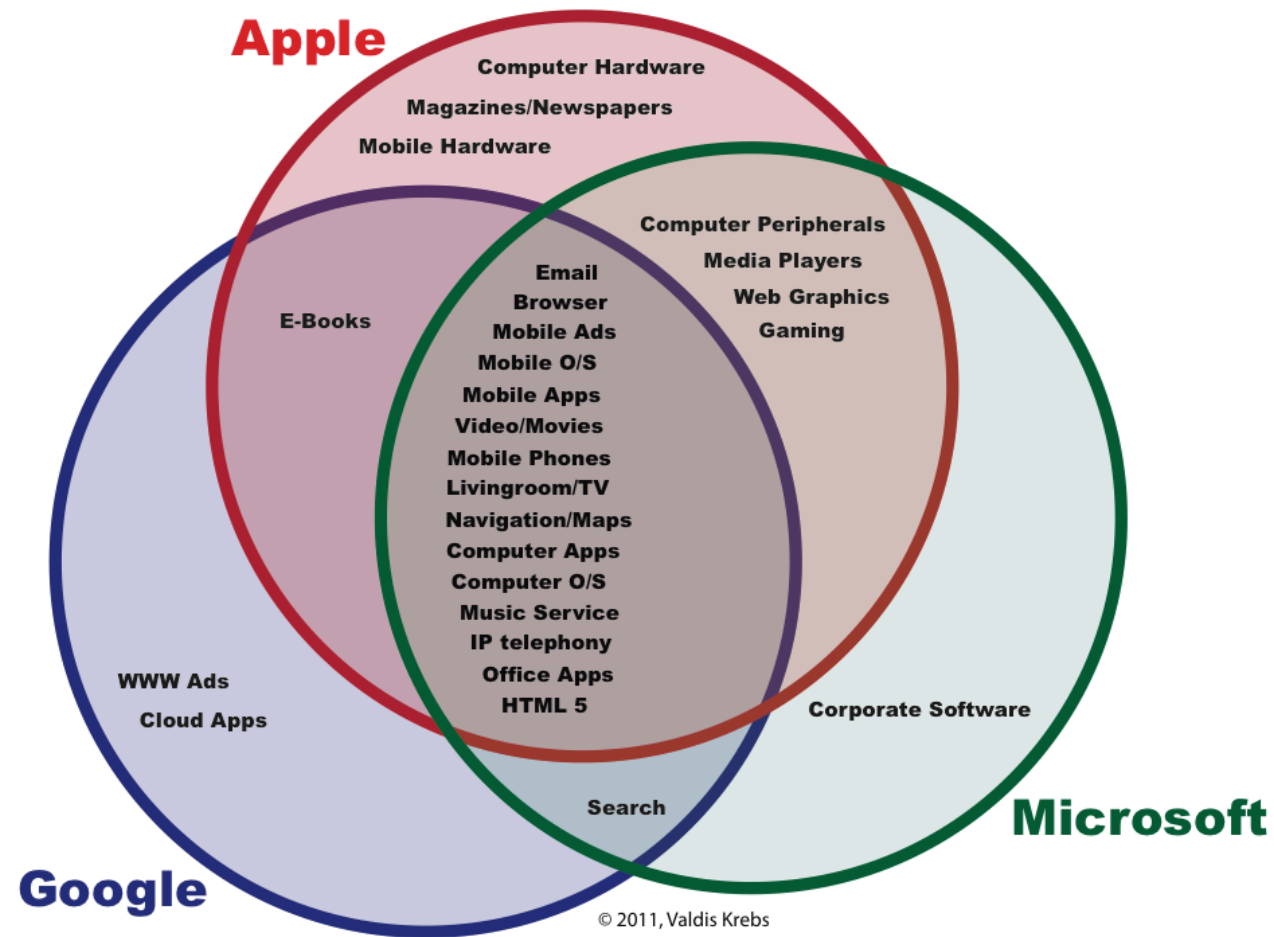 Apple
Computer Hardware
Magazines/Newspapers
Mobile Hardware
Computer Peripherals
Media Players
Web Graphics
Gaming
E-Books
Email
Browser
Mobile Ads
Mobile O/S
Mobile Apps
Video/Movies
Mobile Phones
Livingroom/TV
Navigation/Maps
Computer Apps
Computer O/S
Music Service
IP telephony
Office Apps
HTML 5
WWW Ads
Cloud Apps
Corporate Software
Search
Microsoft
Google
© 2011, Valdis Krebs